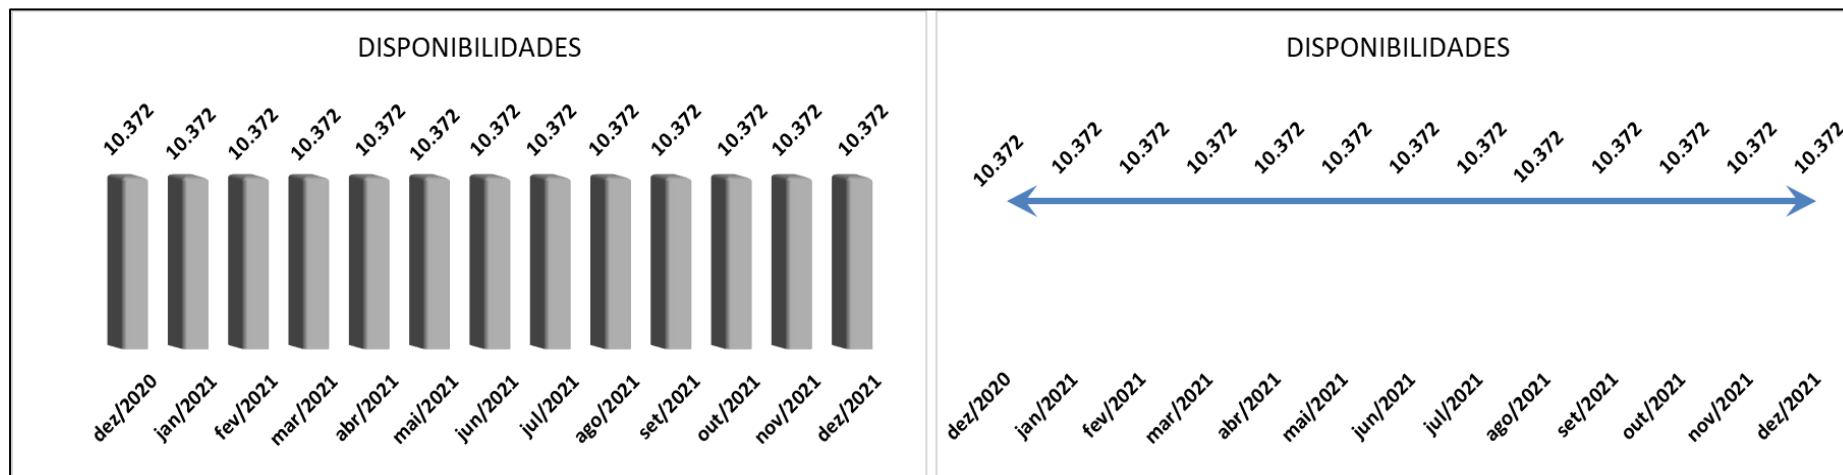 DISPONIBILIDADES
10.372 10.372 10.372 10.372 10.372 10.372 10.372 10.372 10.372 10.372 10.372 10.372 10.372
dez/2020 jan/2021 fev/2021 mar/2021 abr/2021 mai/2021 jun/2021 jul/2021 ago/2021 set/2021 out/2021 nov/2021 dez/2021
DISPONIBILIDADES
10.372 10.372 10.372 10.372 10.372 10.372 10.372 10.372 10.372 10.372 10.372 10.372 10.372
dez/2020 jan/2021 fev/2021 mar/2021 abr/2021 mai/2021 jun/2021 jul/2021 ago/2021 set/2021 out/2021 nov/2021 dez/2021